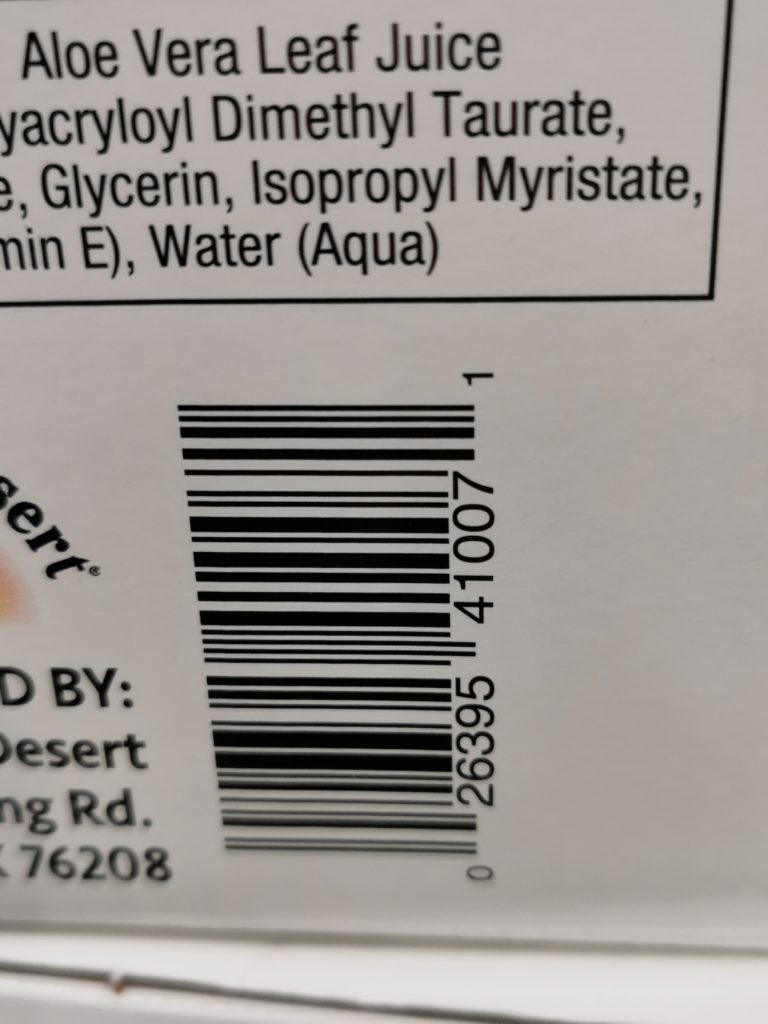 Aloe Vera Leaf Juice
yacryloyl Dimethyl Taurate,
e, Glycerin, Isopropyl Myristate,
min E), Water (Aqua)
sert®
D BY:
Desert
ng Rd.
76208
0 26395 41007 1